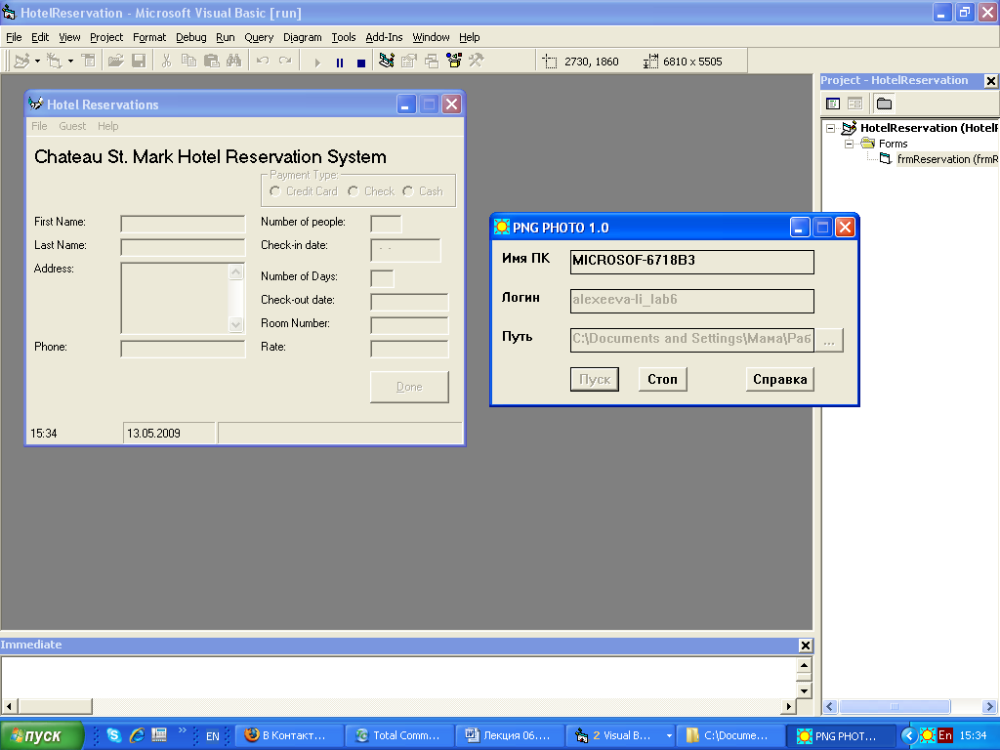 HotelReservation - Microsoft Visual Basic [run]
File Edit View Project Format Debug Run Query Diagram Tools Add-Ins Window Help
2730, 1860 6810 x 5505
Hotel Reservations
File Guest Help
Chateau St. Mark Hotel Reservation System
Payment Type:
Credit Card Check Cash
First Name:
Last Name:
Address:
Phone:
Number of people:
Check-in date:
- -
Number of Days:
Check-out date:
Room Number:
Rate:
Done
15:34 13.05.2009
PNG PHOTO 1.0
Имя ПК MICROSOF-6718B3
Логин alexeeva-li_lab6
Путь C:\Documents and Settings\Мама\Раб ...
Пуск Стоп Справка
Project - HotelReservation
HotelReservation (HotelR
Forms
frmReservation (frmR
Immediate
пуск » EN В Контакт... Total Comm... Лекция 06.... 2 Visual B... C:\Docume... PNG PHOT... En 15:34